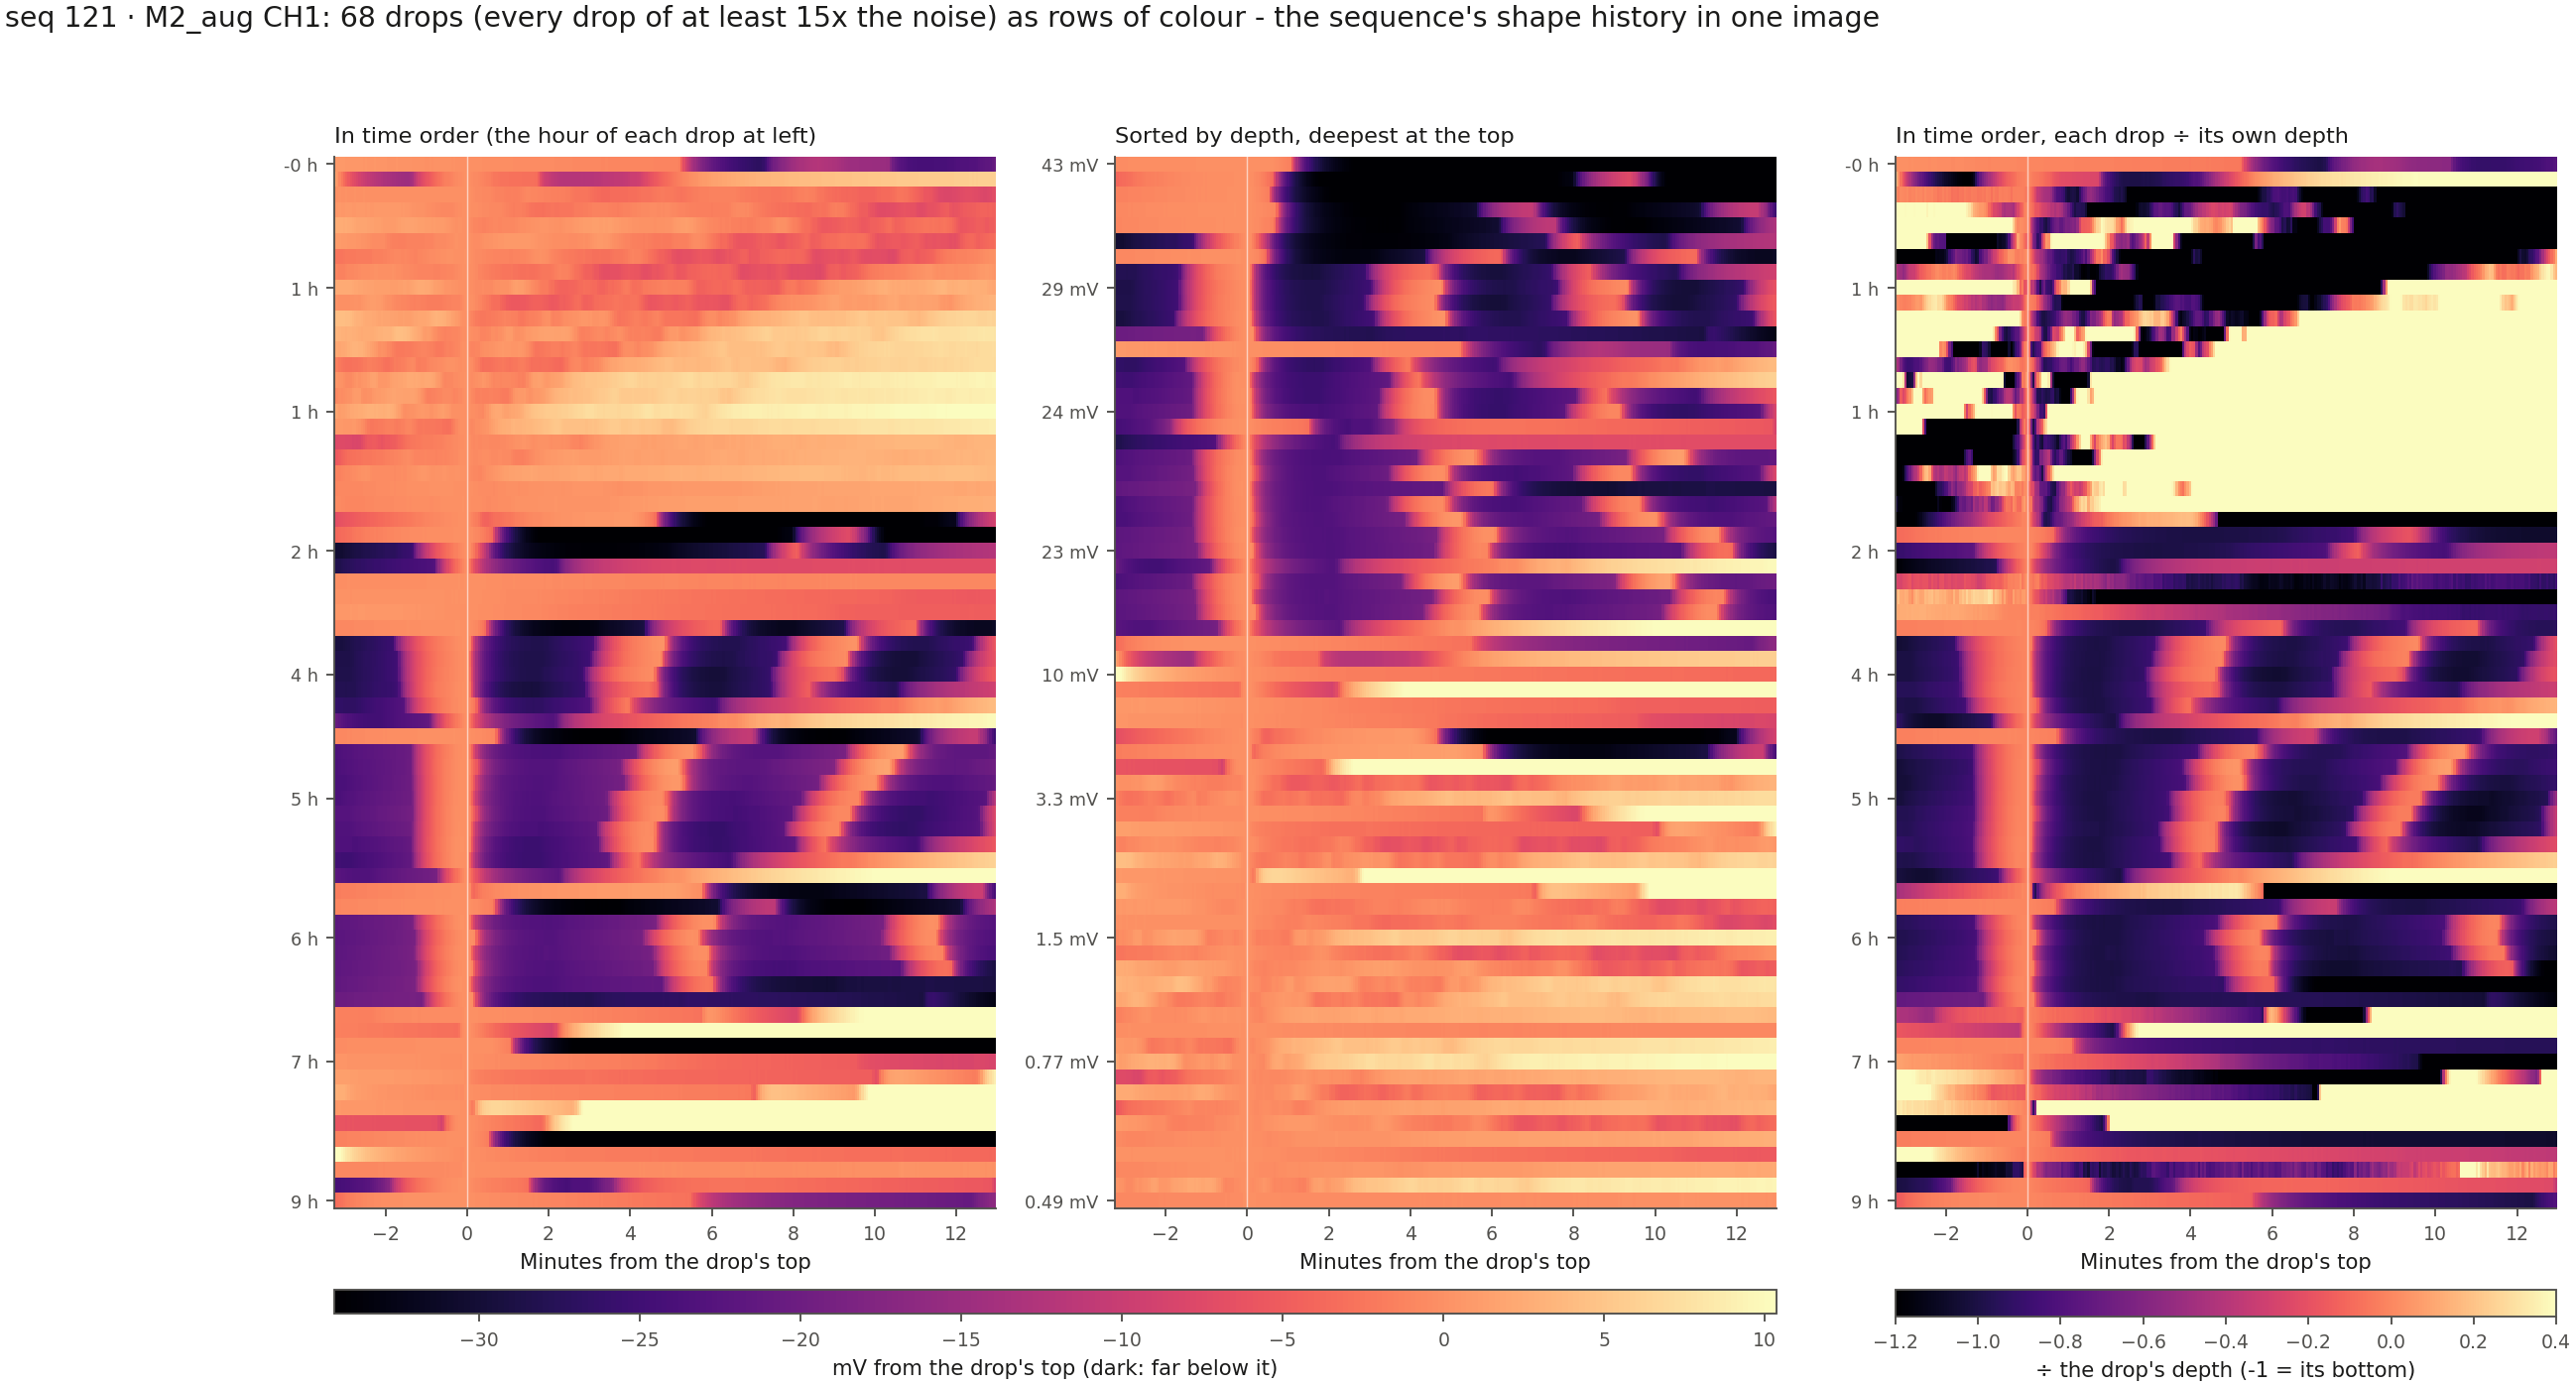 seq 121 · M2_aug CH1: 68 drops (every drop of at least 15x the noise) as rows of colour - the sequence's shape history in one image
In time order (the hour of each drop at left)
-0 h
1 h
1 h
2 h
4 h
5 h
6 h
7 h
9 h
−2 0 2 4 6 8 10 12
Minutes from the drop's top
Sorted by depth, deepest at the top
43 mV
29 mV
24 mV
23 mV
10 mV
3.3 mV
1.5 mV
0.77 mV
0.49 mV
−2 0 2 4 6 8 10 12
Minutes from the drop's top
In time order, each drop ÷ its own depth
-0 h
1 h
1 h
2 h
4 h
5 h
6 h
7 h
9 h
−2 0 2 4 6 8 10 12
Minutes from the drop's top
−30 −25 −20 −15 −10 −5 0 5 10
mV from the drop's top (dark: far below it)
−1.2 −1.0 −0.8 −0.6 −0.4 −0.2 0.0 0.2 0.4
÷ the drop's depth (-1 = its bottom)